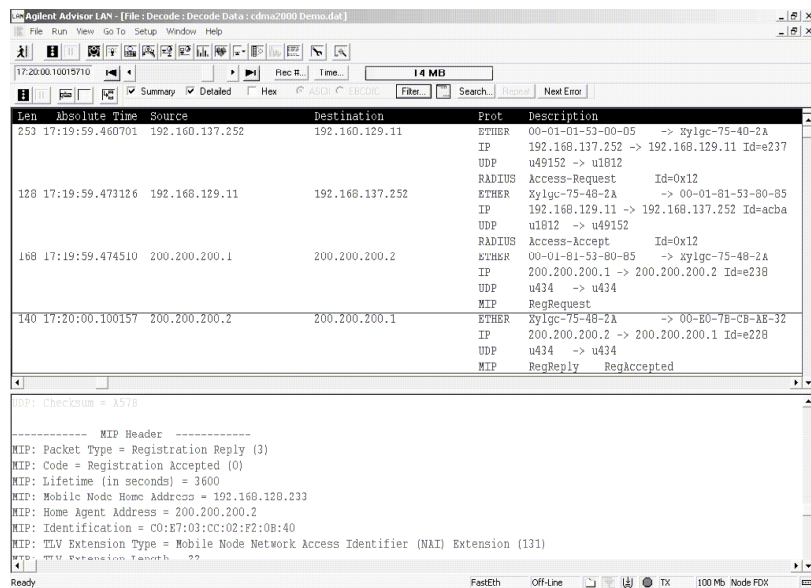 Agilent Advisor LAN - [File : Decode : Decode Data : cdma2000 Demo.dat]
File Run View Go To Setup Window Help
17:20:00.10015710 Rec #... Time... 14 MB
Summary Detailed Hex ASCII EBCDIC Filter... Search... Repeat Next Error
Len Absolute Time Source Destination Prot Description
253 17:19:59.460701 192.168.137.252 192.168.129.11 ETHER -> Xylgc-75-48-2A
IP 192.168.137.252 -> 192.168.129.11 Id=e237
UDP u49152 -> u1812
RADIUS Access-Request Id=0x12
128 17:19:59.473126 192.168.129.11 192.168.137.252 ETHER Xylgc-75-48-2A -> 00-01-81-53-80-85
IP 192.168.129.11 -> 192.168.137.252 Id=acba
UDP u1812 -> u49152
RADIUS Access-Accept Id=0x12
168 17:19:59.474510 200.200.200.1 200.200.200.2 ETHER 00-01-81-53-80-85 -> Xylgc-75-48-2A
IP 200.200.200.1 -> 200.200.200.2 Id=e238
UDP u434 -> u434
MIP RegRequest
140 17:20:00.100157 200.200.200.2 200.200.200.1 ETHER Xylgc-75-48-2A -> 00-E0-7B-CB-AE-32
IP 200.200.200.2 -> 200.200.200.1 Id=e228
UDP u434 -> u434
MIP RegReply RegAccepted
UDP: Checksum = A57B
------------ MIP Header ------------
MIP: Packet Type = Registration Reply (3)
MIP: Code = Registration Accepted (0)
MIP: Lifetime (in seconds) = 3600
MIP: Mobile Node Home Address = 192.168.128.233
MIP: Home Agent Address = 200.200.200.2
MIP: Identification = C0:E7:03:CC:02:F2:0B:40
MIP: TLV Extension Type = Mobile Node Network Access Identifier (NAI) Extension (131)
MIP: TLV Extension Length = 22
Ready FastEth Off-Line TX 100 Mb Node FDX